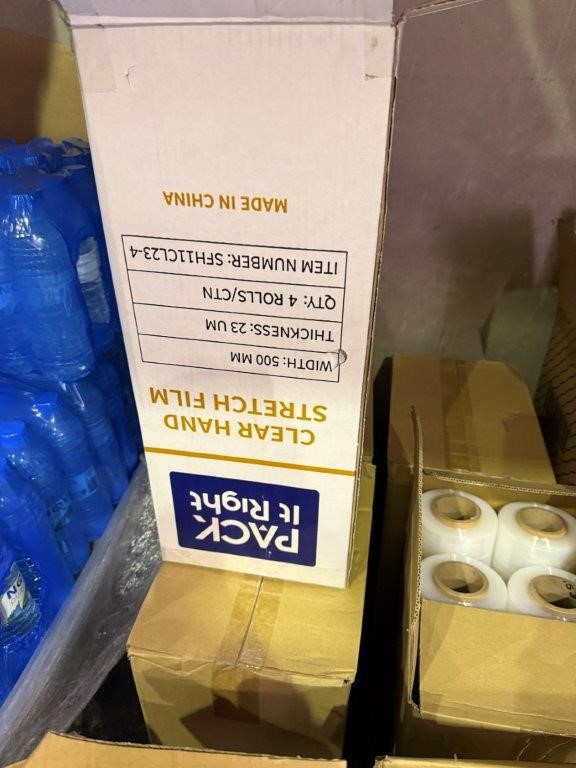 PACK
It Right
CLEAR HAND
STRETCH FILM
WIDTH: 500 MM
THICKNESS: 23 UM
QTY: 4 ROLLS/CTN
ITEM NUMBER: SFH11CL23-4
MADE IN CHINA